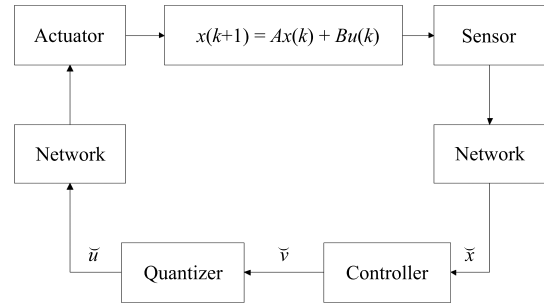 Actuator
x(k+1) = Ax(k) + Bu(k)
Sensor
Network
Network
ŭ
v̆
x̆
Quantizer
Controller